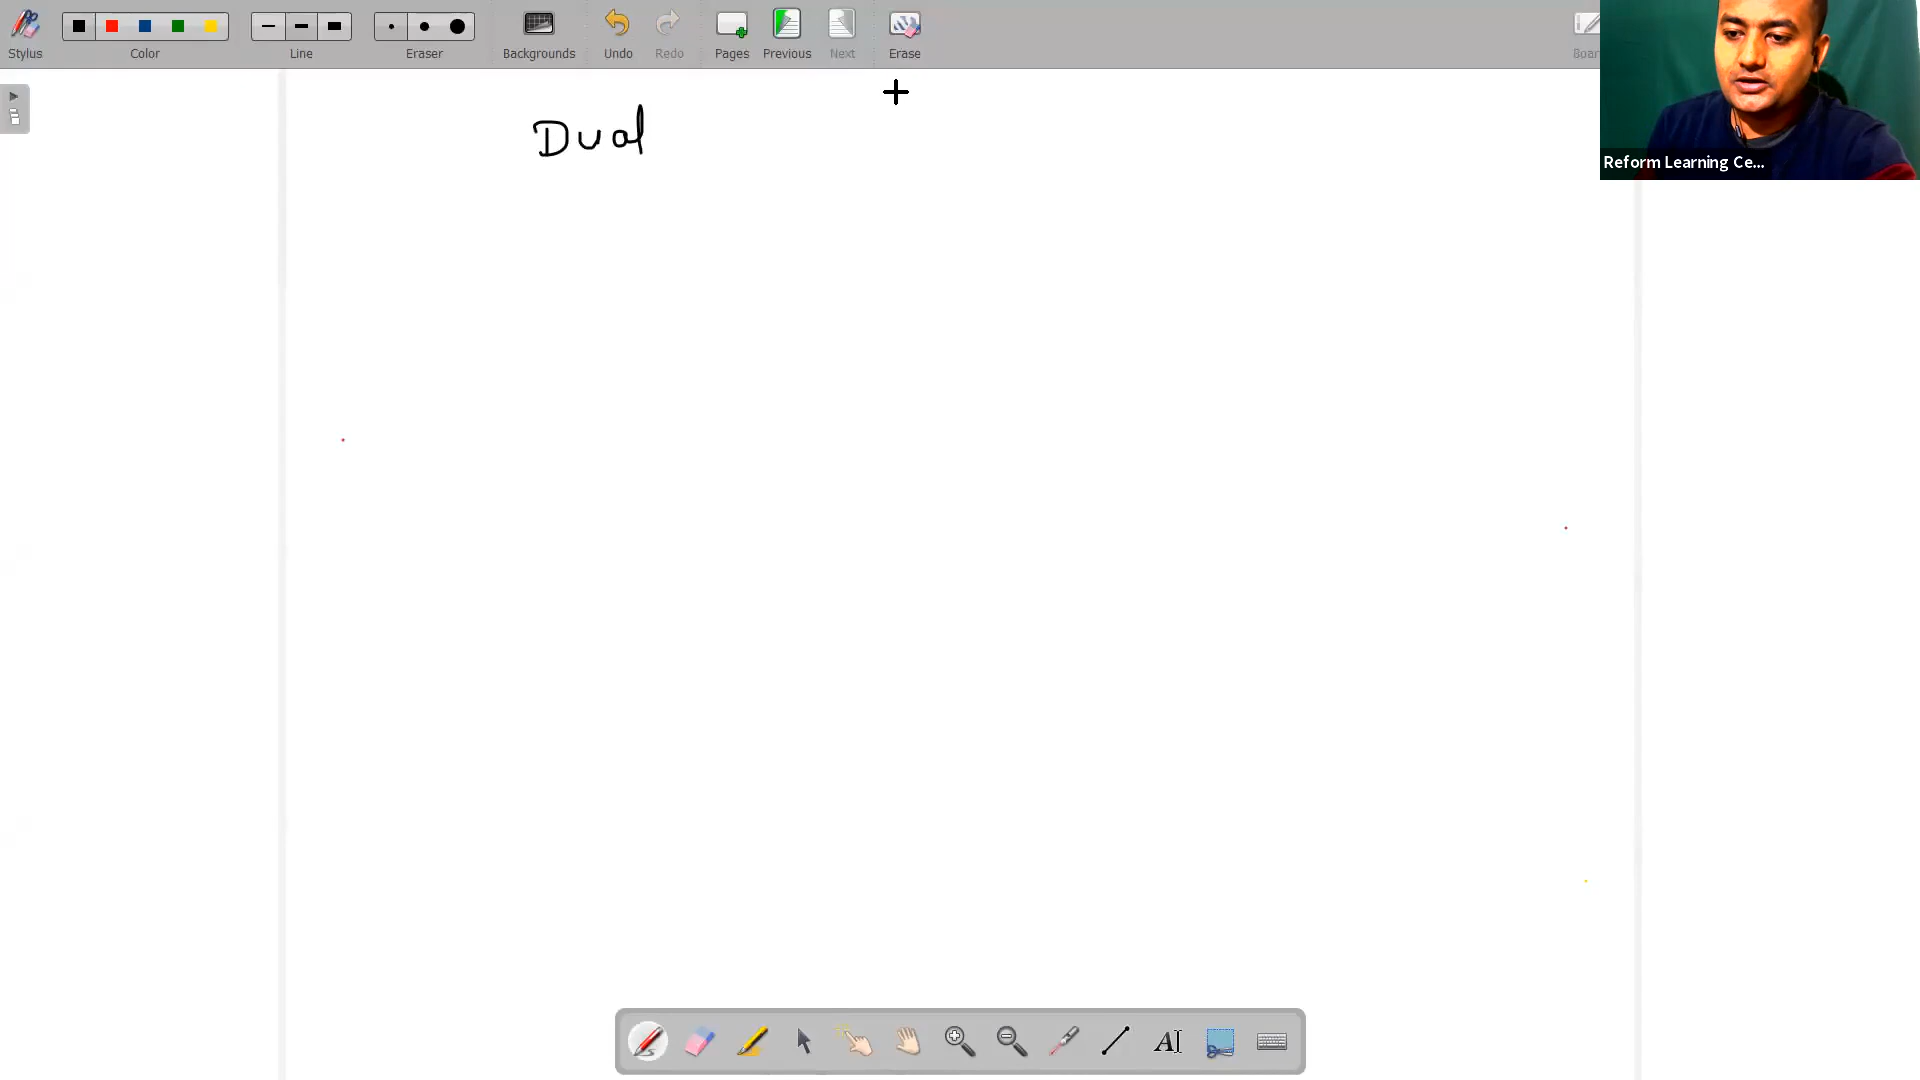 Stylus Color Line Eraser Backgrounds Undo Redo Pages Previous Next Erase
Dual
Reform Learning Ce...